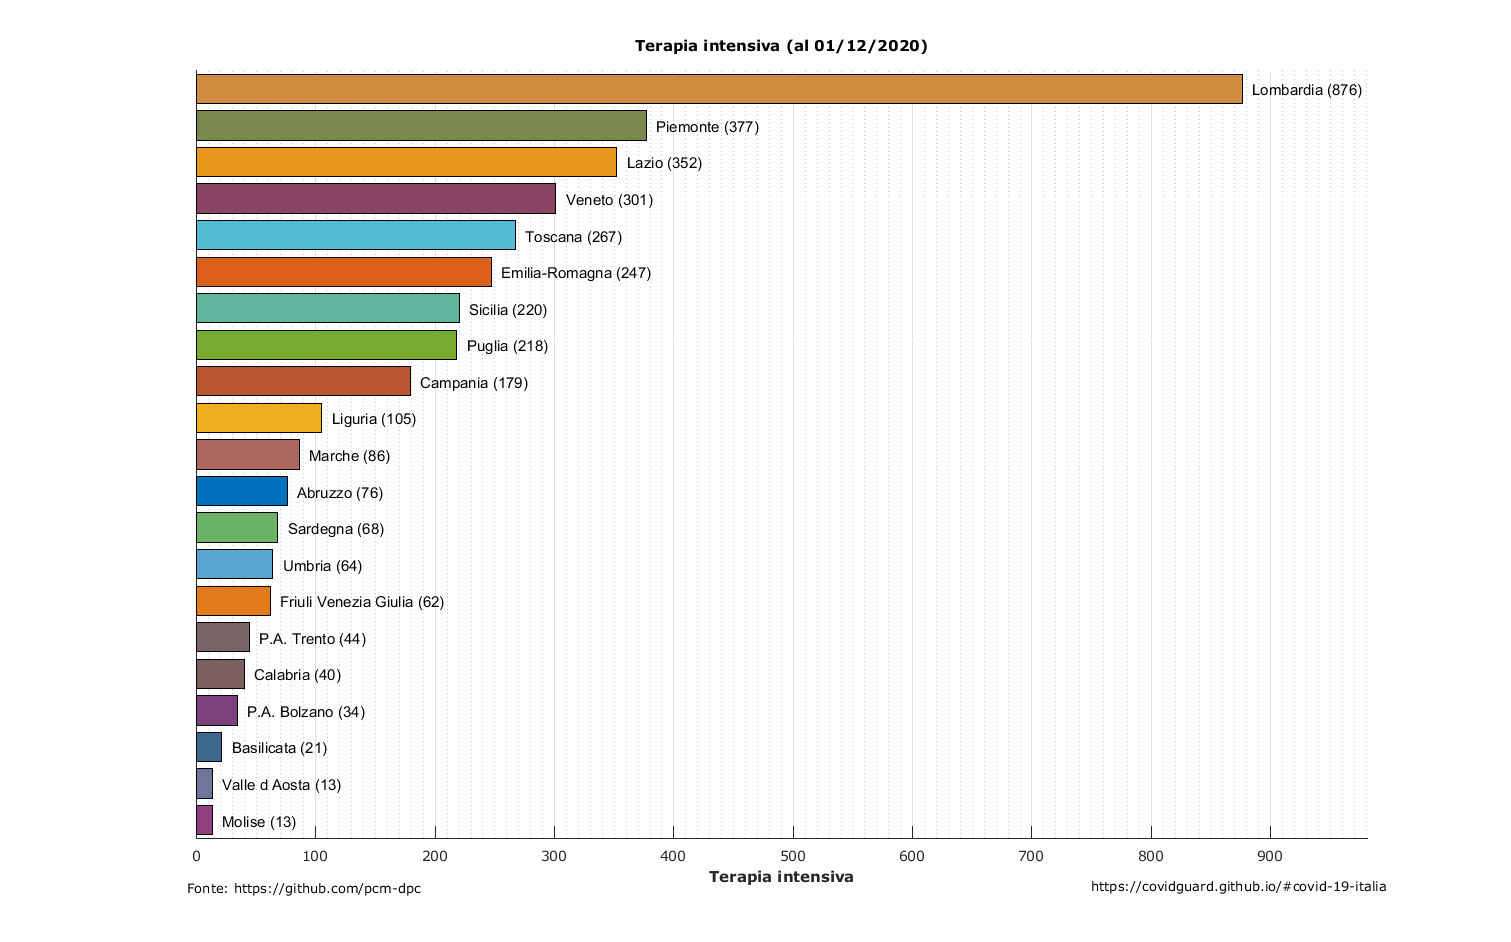 Terapia intensiva (al 01/12/2020)
Lombardia (876)
Piemonte (377)
Lazio (352)
Veneto (301)
Toscana (267)
Emilia-Romagna (247)
Sicilia (220)
Puglia (218)
Campania (179)
Liguria (105)
Marche (86)
Abruzzo (76)
Sardegna (68)
Umbria (64)
Friuli Venezia Giulia (62)
P.A. Trento (44)
Calabria (40)
P.A. Bolzano (34)
Basilicata (21)
Valle d Aosta (13)
Molise (13)
0 100 200 300 400 500 600 700 800 900
Terapia intensiva
Fonte: https://github.com/pcm-dpc
https://covidguard.github.io/#covid-19-italia